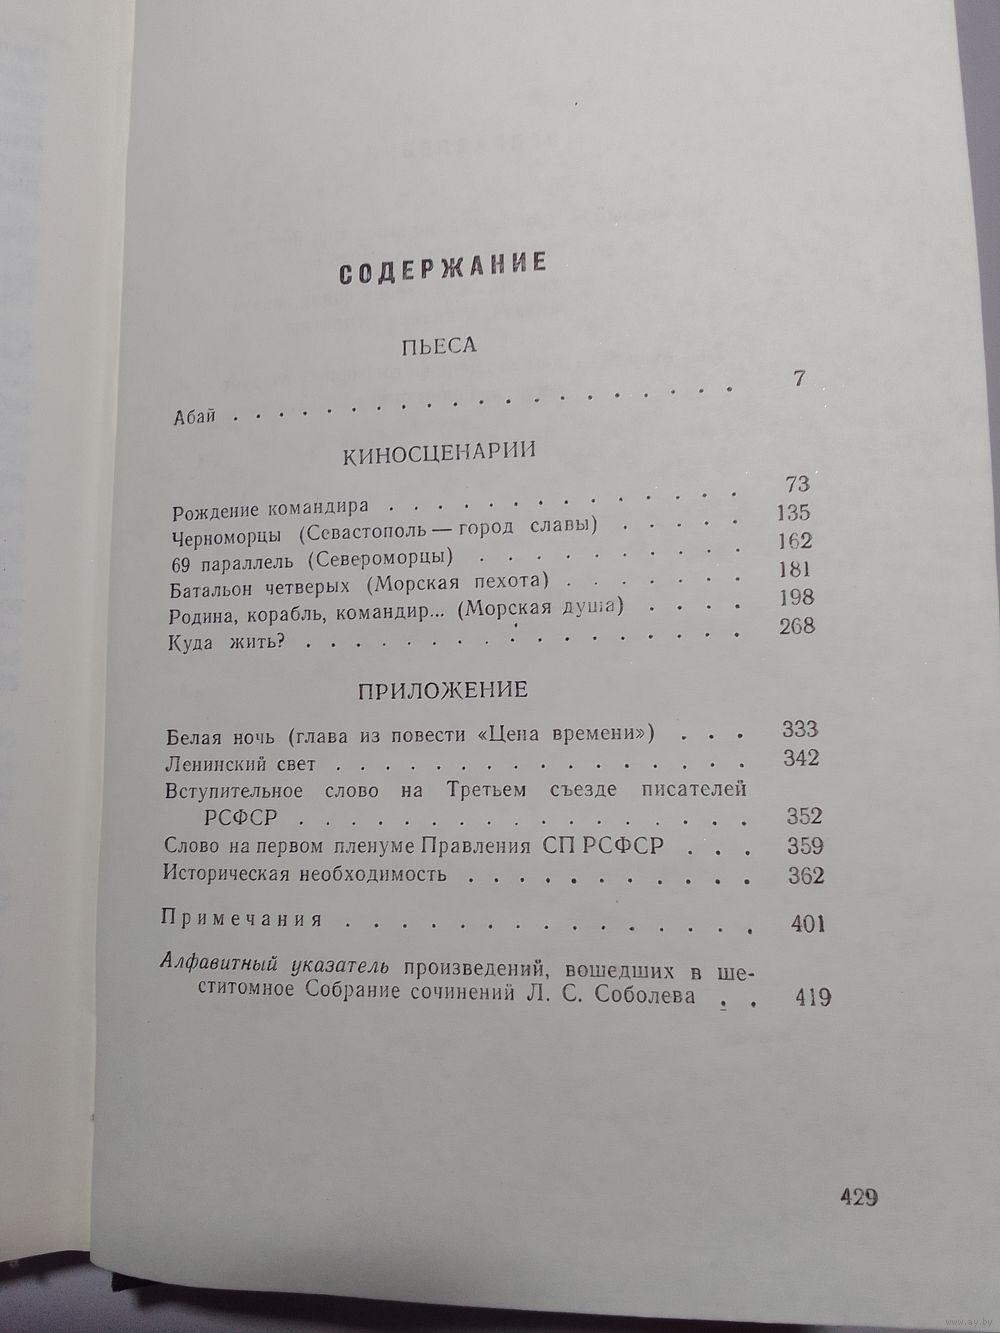 СОДЕРЖАНИЕ
ПЬЕСА
Абай . . . . . . . . . . . . . . . . . . . . . 7
КИНОСЦЕНАРИИ
Рождение командира . . . . . . . . . . . . . 73
Черноморцы (Севастополь — город славы) . . . . . 135
69 параллель (Североморцы) . . . . . . . . . . 162
Батальон четверых (Морская пехота) . . . . . . . 181
Родина, корабль, командир... (Морская душа) . . . . 198
Куда жить? . . . . . . . . . . . . . . . . 268
ПРИЛОЖЕНИЕ
Белая ночь (глава из повести «Цена времени») . . . 333
Ленинский свет . . . . . . . . . . . . . . . 342
Вступительное слово на Третьем съезде писателей
РСФСР . . . . . . . . . . . . . . . . . 352
Слово на первом пленуме Правления СП РСФСР . . . 359
Историческая необходимость . . . . . . . . . . . 362
Примечания . . . . . . . . . . . . . . . 401
Алфавитный указатель произведений, вошедших в ше-
ститомное Собрание сочинений Л. С. Соболева . . 419
429
www.ay.by